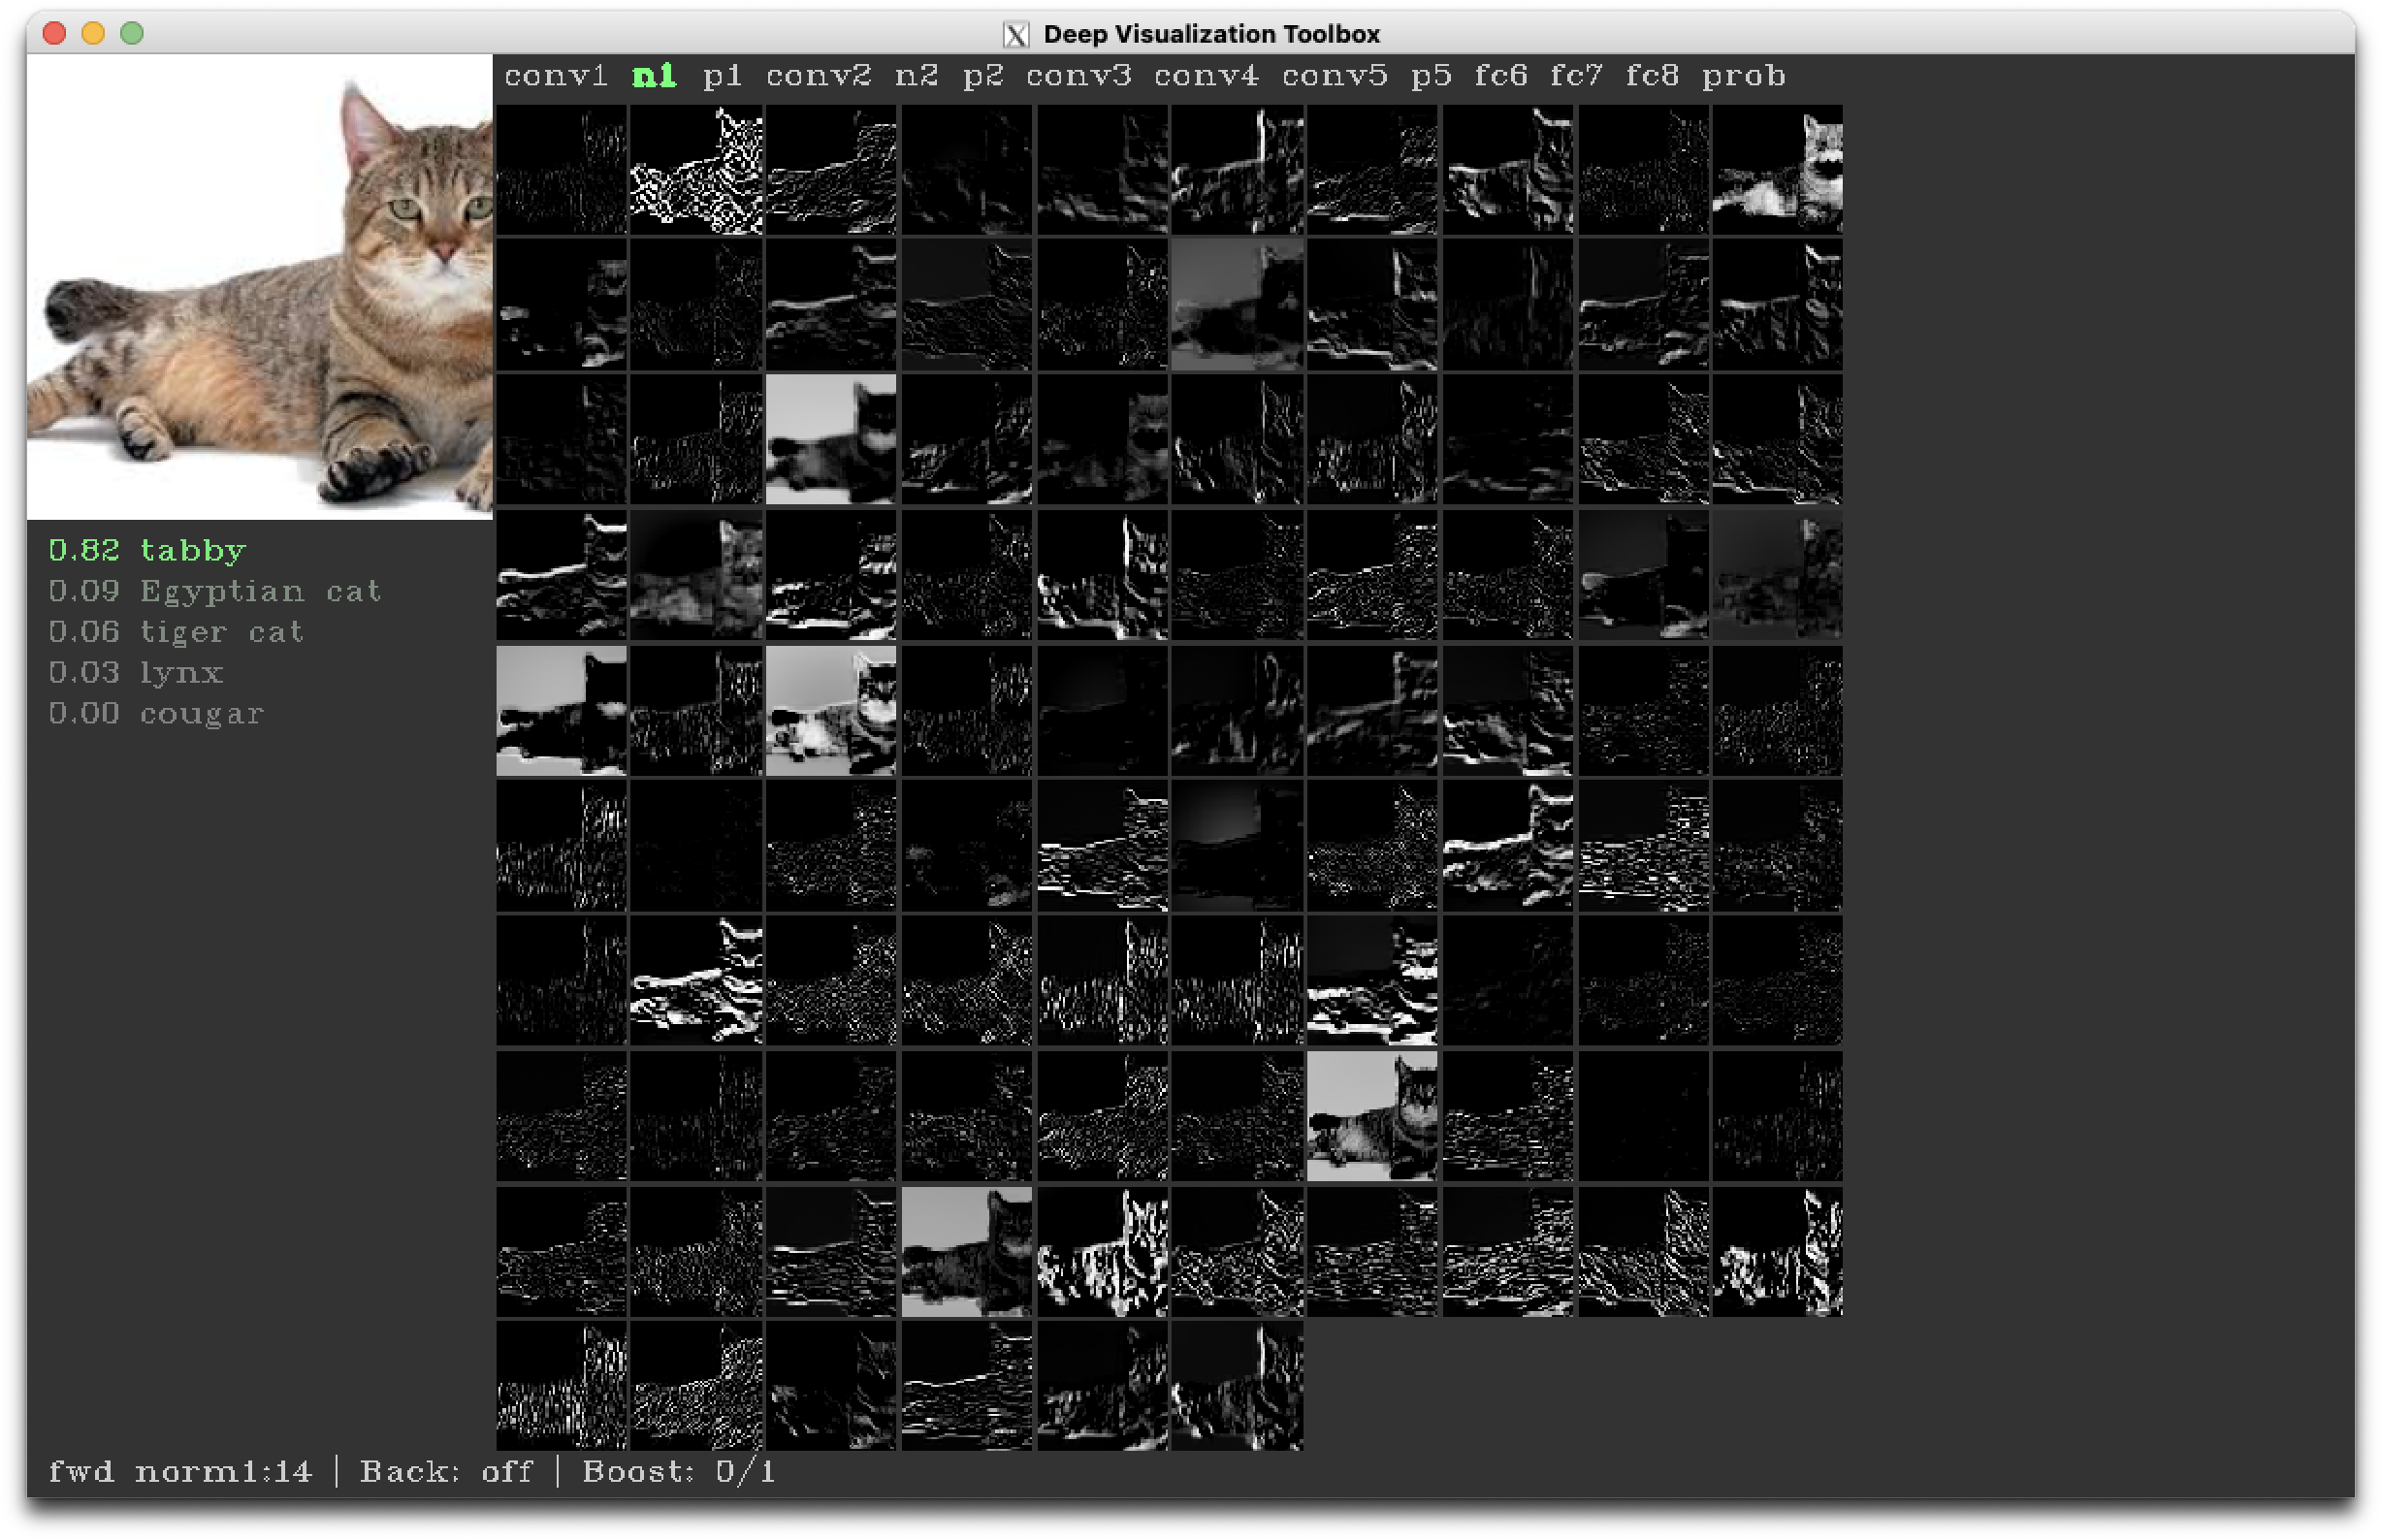 Deep Visualization Toolbox
conv1 n1 p1 conv2 n2 p2 conv3 conv4 conv5 p5 fc6 fc7 fc8 prob
0.82 tabby
0.09 Egyptian cat
0.06 tiger cat
0.03 lynx
0.00 cougar
fwd norm1:14 | Back: off | Boost: 0/1